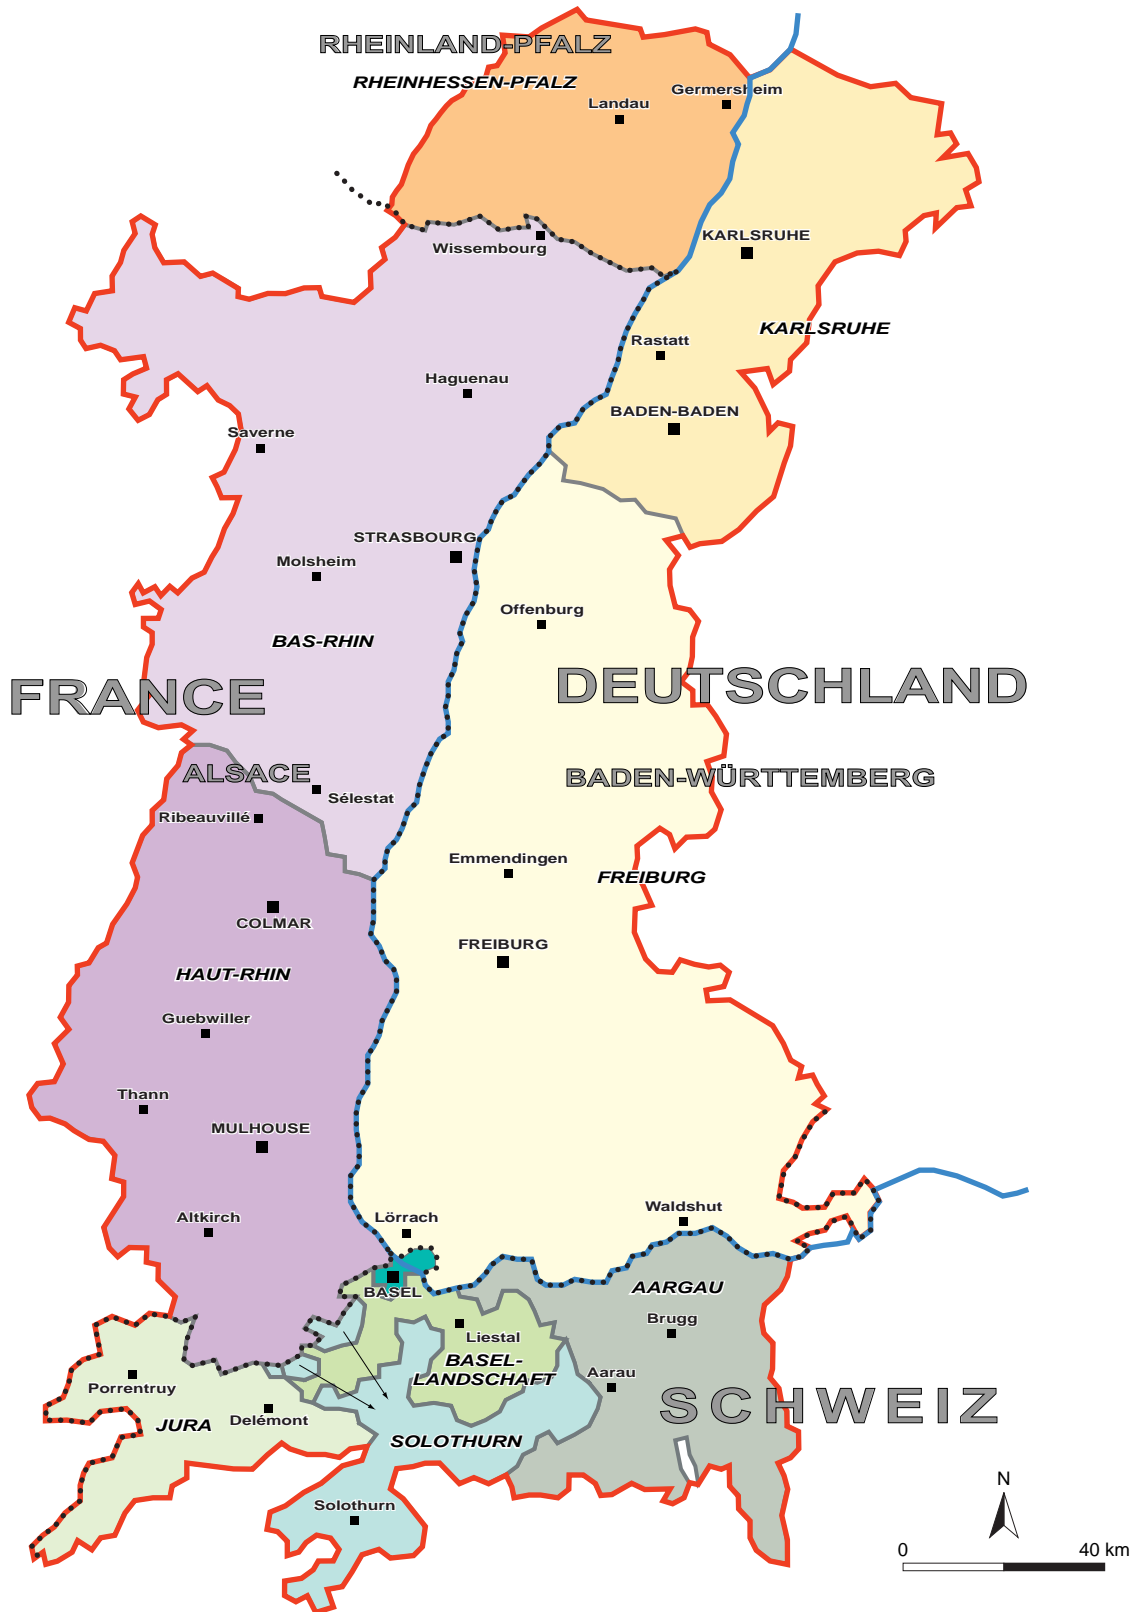 RHEINLAND-PFALZ
RHEINHESSEN-PFALZ
Germersheim
Landau
KARLSRUHE
Wissembourg
KARLSRUHE
Rastatt
Haguenau
BADEN-BADEN
Saverne
STRASBOURG
Molsheim
Offenburg
BAS-RHIN
FRANCE
DEUTSCHLAND
ALSACE
BADEN-WÜRTTEMBERG
Sélestat
Ribeauvillé
Emmendingen
FREIBURG
COLMAR
FREIBURG
HAUT-RHIN
Guebwiller
Thann
MULHOUSE
Altkirch
Lörrach
Waldshut
BASEL
AARGAU
Brugg
Liestal
BASEL-
LANDSCHAFT
Aarau
Porrentruy
Delémont
JURA
SCHWEIZ
SOLOTHURN
Solothurn
N
0 40 km